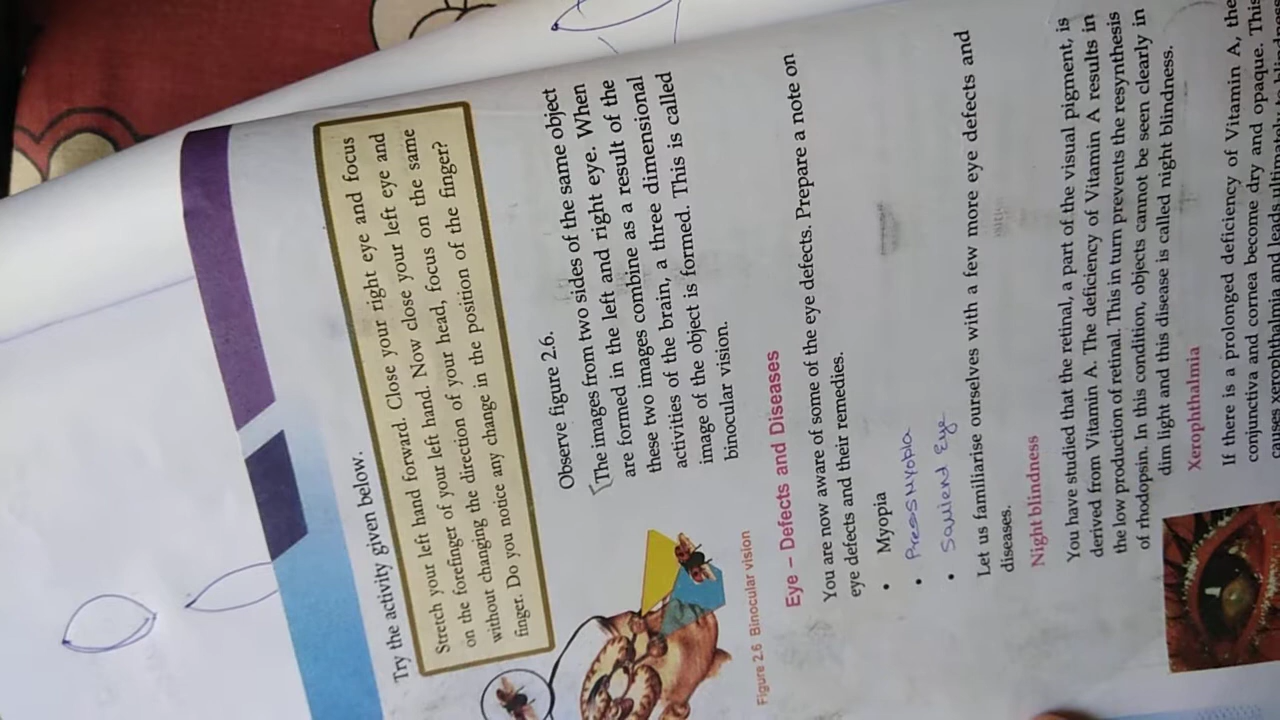 Try the activity given below.
Stretch your left hand forward. Close your right eye and focus
on the forefinger of your left hand. Now close your left eye and
without changing the direction of your head, focus on the same
finger. Do you notice any change in the position of the finger?
Observe figure 2.6.
The images from two sides of the same object
are formed in the left and right eye. When
these two images combine as a result of the
activities of the brain, a three dimensional
image of the object is formed. This is called
binocular vision.
Figure 2.6 Binocular vision
Eye – Defects and Diseases
You are now aware of some of the eye defects. Prepare a note on
eye defects and their remedies.
• Myopia
•
• Eye
Let us familiarise ourselves with a few more eye defects and
diseases.
Night blindness
You have studied that the retinal, a part of the visual pigment, is
derived from Vitamin A. The deficiency of Vitamin A results in
the low production of retinal. This in turn prevents the resynthesis
of rhodopsin. In this condition, objects cannot be seen clearly in
dim light and this disease is called night blindness.
Xerophthalmia
If there is a prolonged deficiency of Vitamin A, the
conjunctiva and cornea become dry and opaque. This
causes xerophthalmia and leads